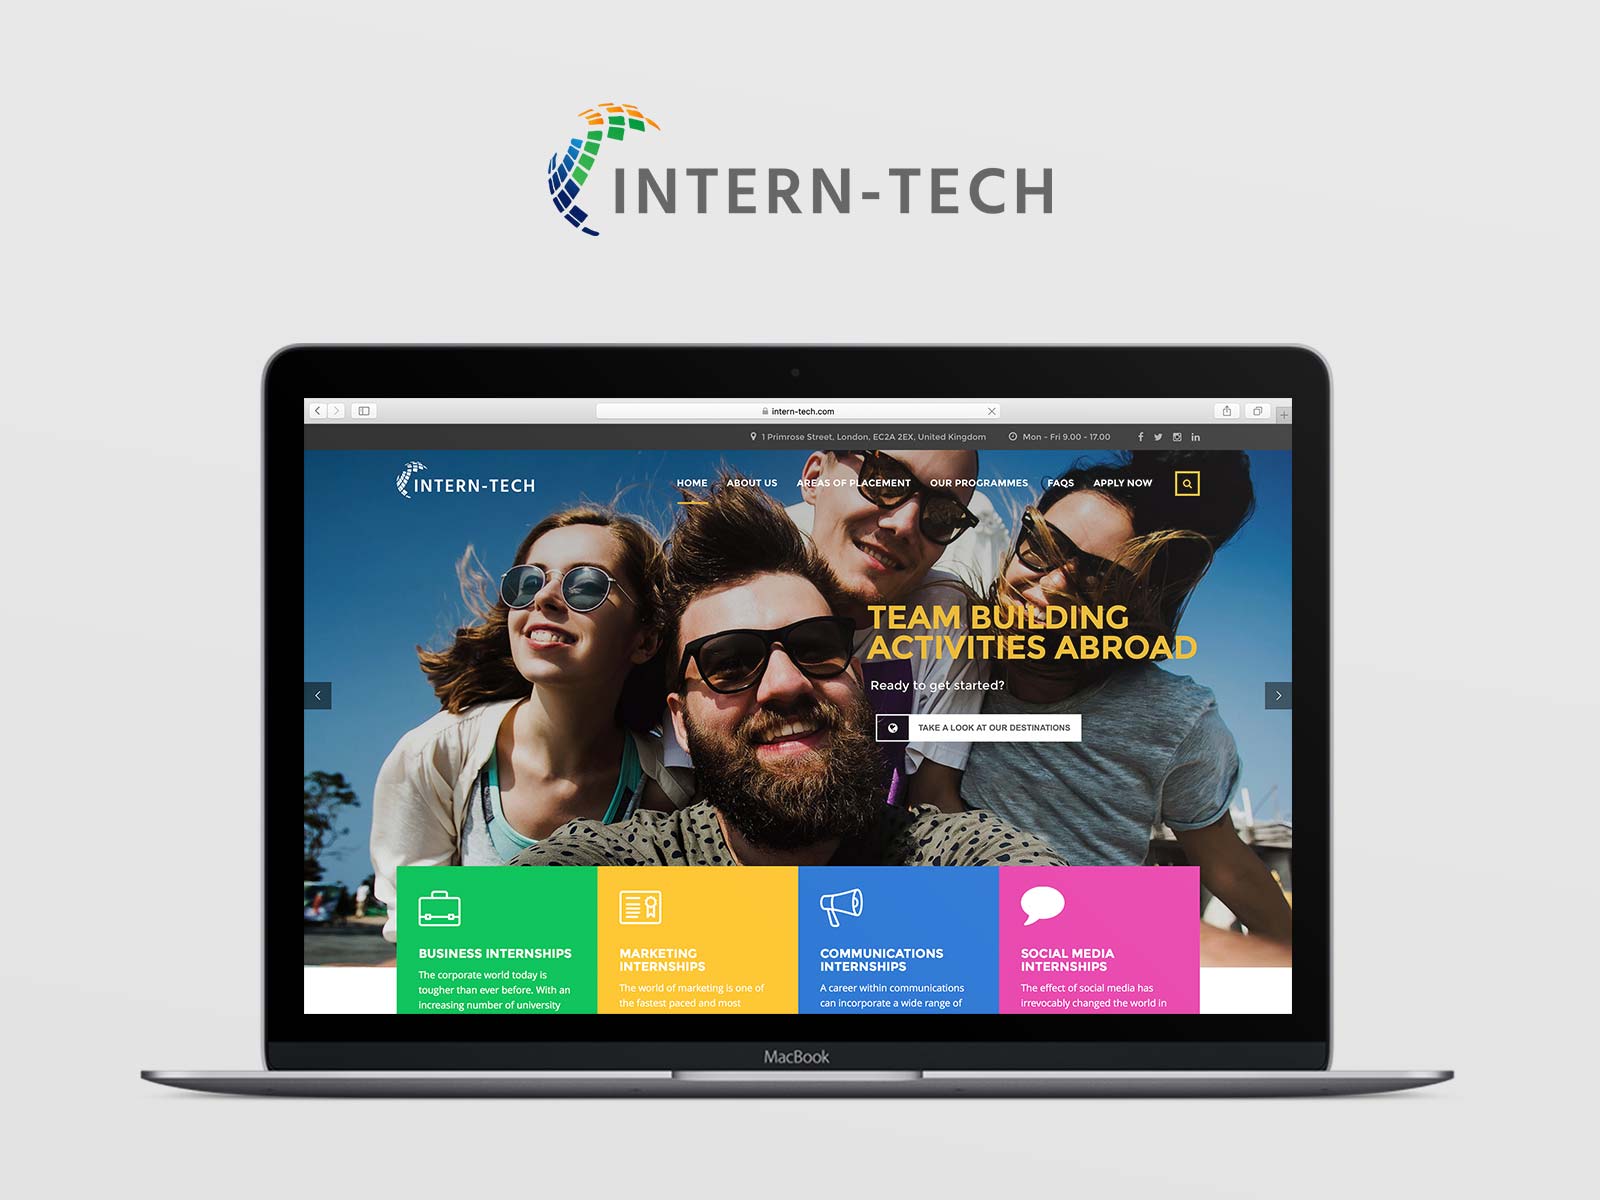 INTERN-TECH
intern-tech.com
1 Primrose Street, London, EC2A 2EX, United Kingdom Mon - Fri 9.00 - 17.00
INTERN-TECH
HOME ABOUT US AREAS OF PLACEMENT OUR PROGRAMMES FAQS APPLY NOW
TEAM BUILDING
ACTIVITIES ABROAD
Ready to get started?
TAKE A LOOK AT OUR DESTINATIONS
BUSINESS INTERNSHIPS
The corporate world today is
tougher than ever before. With an
increasing number of university
MARKETING
INTERNSHIPS
The world of marketing is one of
the fastest paced and most
COMMUNICATIONS
INTERNSHIPS
A career within communications
can incorporate a wide range of
SOCIAL MEDIA
INTERNSHIPS
The effect of social media has
irrevocably changed the world in
MacBook